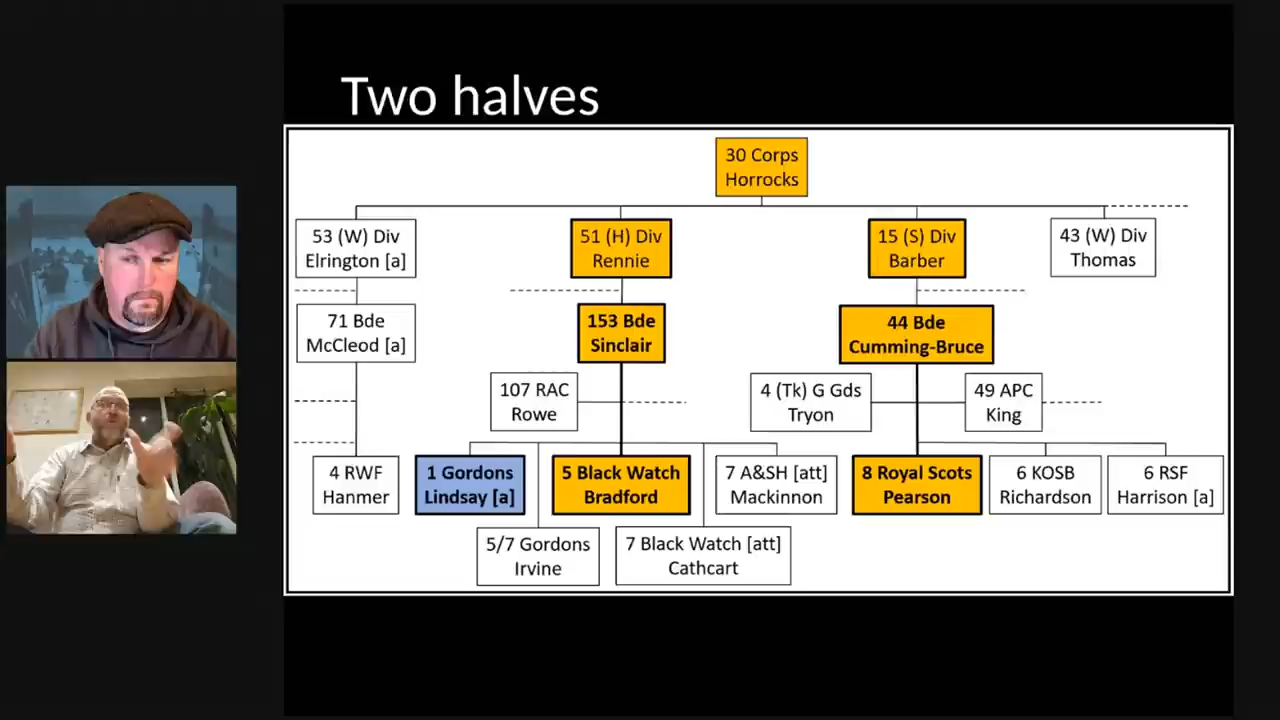 Two halves
30 Corps
Horrocks
53 (W) Div
Elrington [a]
51 (H) Div
Rennie
15 (S) Div
Barber
43 (W) Div
Thomas
71 Bde
McCleod [a]
153 Bde
Sinclair
44 Bde
Cumming-Bruce
107 RAC
Rowe
4 (Tk) G Gds
Tryon
49 APC
King
4 RWF
Hanmer
1 Gordons
Lindsay [a]
5 Black Watch
Bradford
7 A&SH [att]
Mackinnon
8 Royal Scots
Pearson
6 KOSB
Richardson
6 RSF
Harrison [a]
5/7 Gordons
Irvine
7 Black Watch [att]
Cathcart